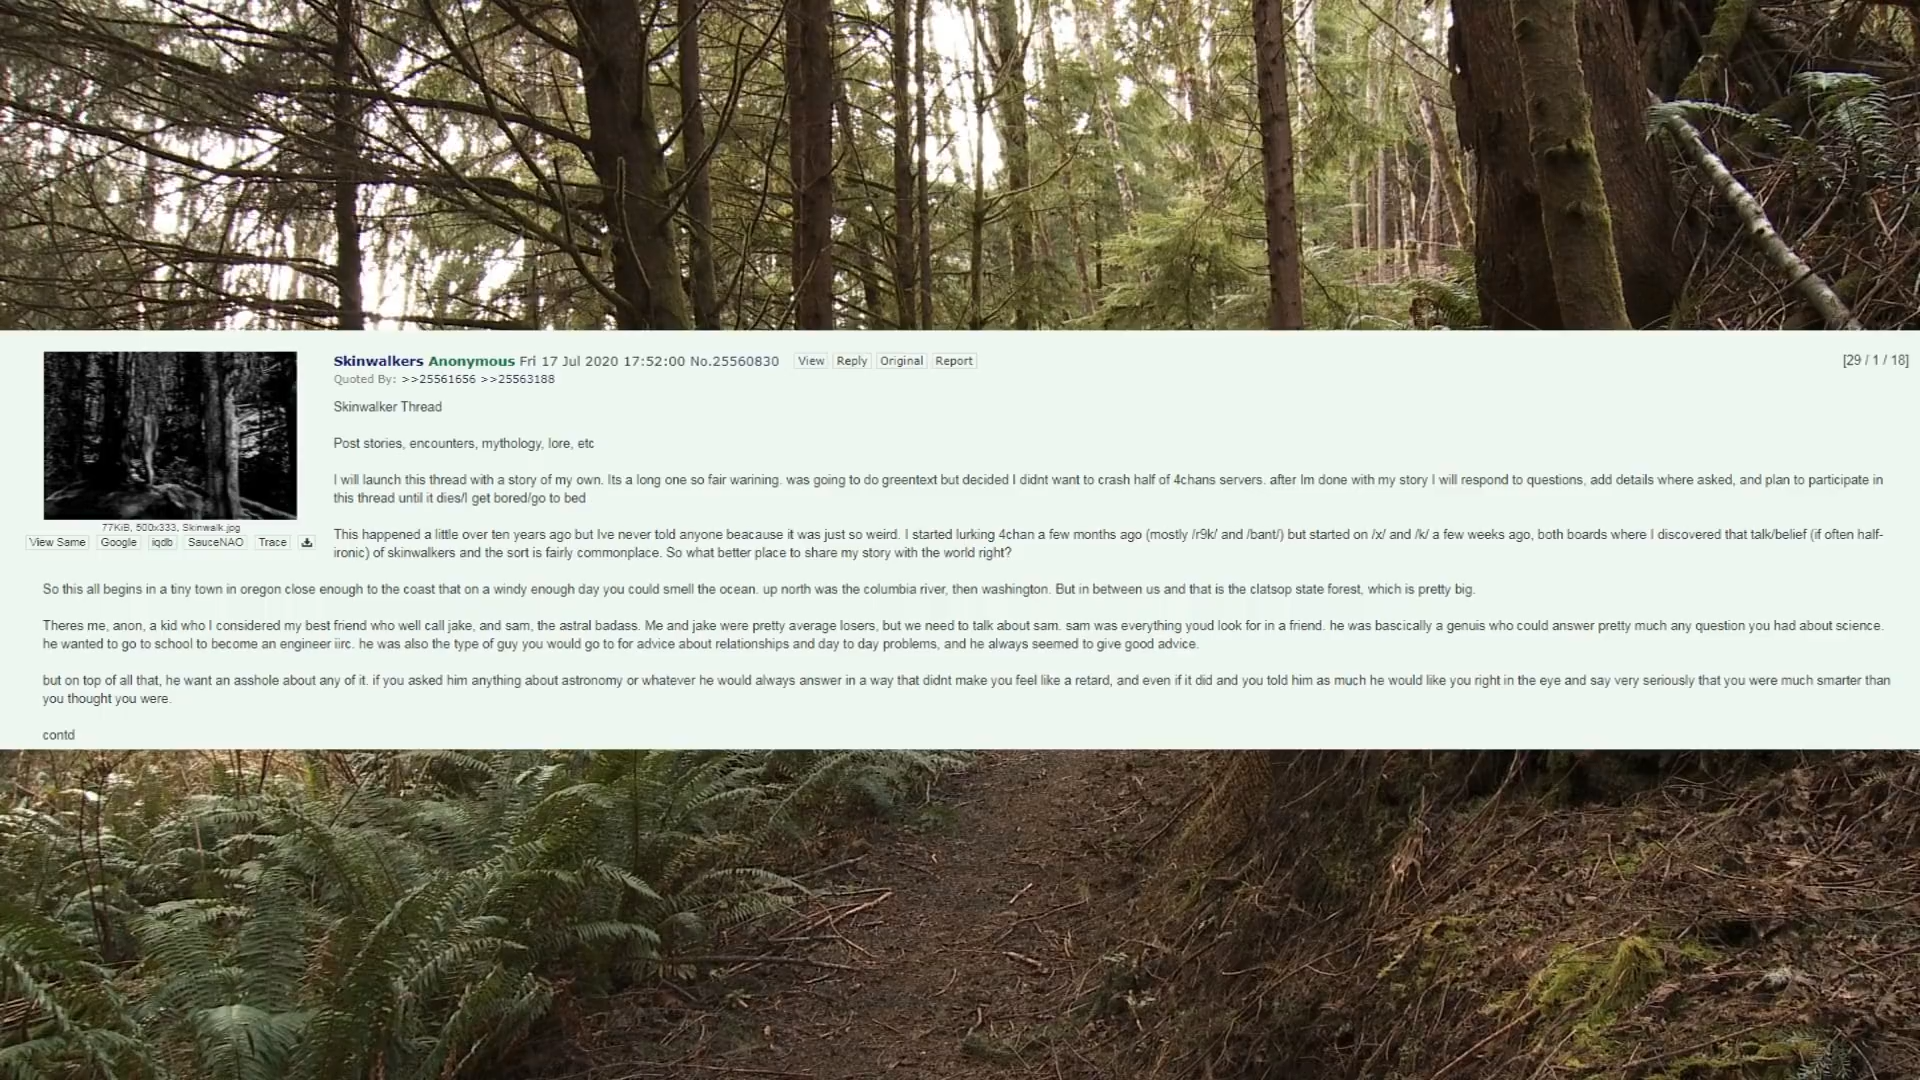 Skinwalkers Anonymous Fri 17 Jul 2020 17:52:00 No.25560830 View Reply Original Report [29 / 1 / 18]
Quoted By: >>25561656 >>25563188
Skinwalker Thread
Post stories, encounters, mythology, lore, etc
I will launch this thread with a story of my own. Its a long one so fair warining. was going to do greentext but decided I didnt want to crash half of 4chans servers. after Im done with my story I will respond to questions, add details where asked, and plan to participate in
this thread until it dies/I get bored/go to bed
77KiB, 500x333, Skinwalk.jpg
View Same Google iqdb SauceNAO Trace
This happened a little over ten years ago but Ive never told anyone beacause it was just so weird. I started lurking 4chan a few months ago (mostly /r9k/ and /bant/) but started on /x/ and /k/ a few weeks ago, both boards where I discovered that talk/belief (if often half-
ironic) of skinwalkers and the sort is fairly commonplace. So what better place to share my story with the world right?
So this all begins in a tiny town in oregon close enough to the coast that on a windy enough day you could smell the ocean. up north was the columbia river, then washington. But in between us and that is the clatsop state forest, which is pretty big.
Theres me, anon, a kid who I considered my best friend who well call jake, and sam, the astral badass. Me and jake were pretty average losers, but we need to talk about sam. sam was everything youd look for in a friend. he was bascically a genuis who could answer pretty much any question you had about science.
he wanted to go to school to become an engineer iirc. he was also the type of guy you would go to for advice about relationships and day to day problems, and he always seemed to give good advice.
but on top of all that, he want an asshole about any of it. if you asked him anything about astronomy or whatever he would always answer in a way that didnt make you feel like a retard, and even if it did and you told him as much he would like you right in the eye and say very seriously that you were much smarter than
you thought you were.
contd